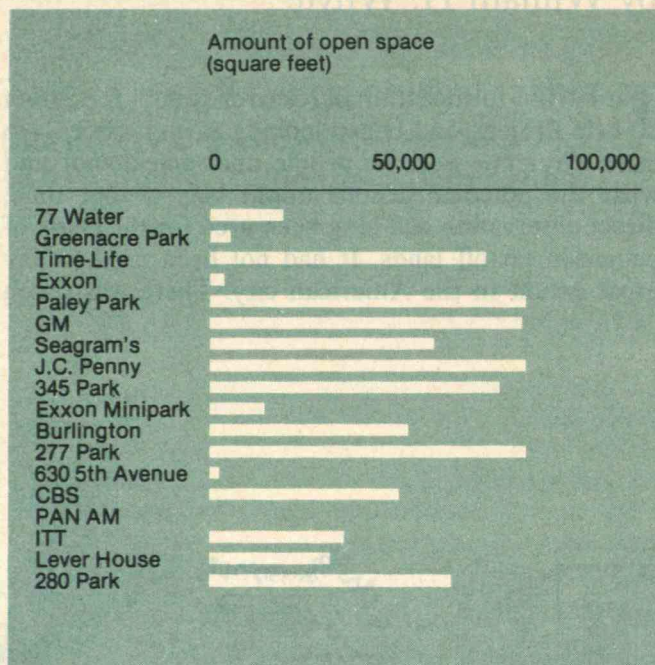 Amount of open space
(square feet)
0 50,000 100,000
77 Water
Greenacre Park
Time-Life
Exxon
Paley Park
GM
Seagram's
J.C. Penny
345 Park
Exxon Minipark
Burlington
277 Park
630 5th Avenue
CBS
PAN AM
ITT
Lever House
280 Park